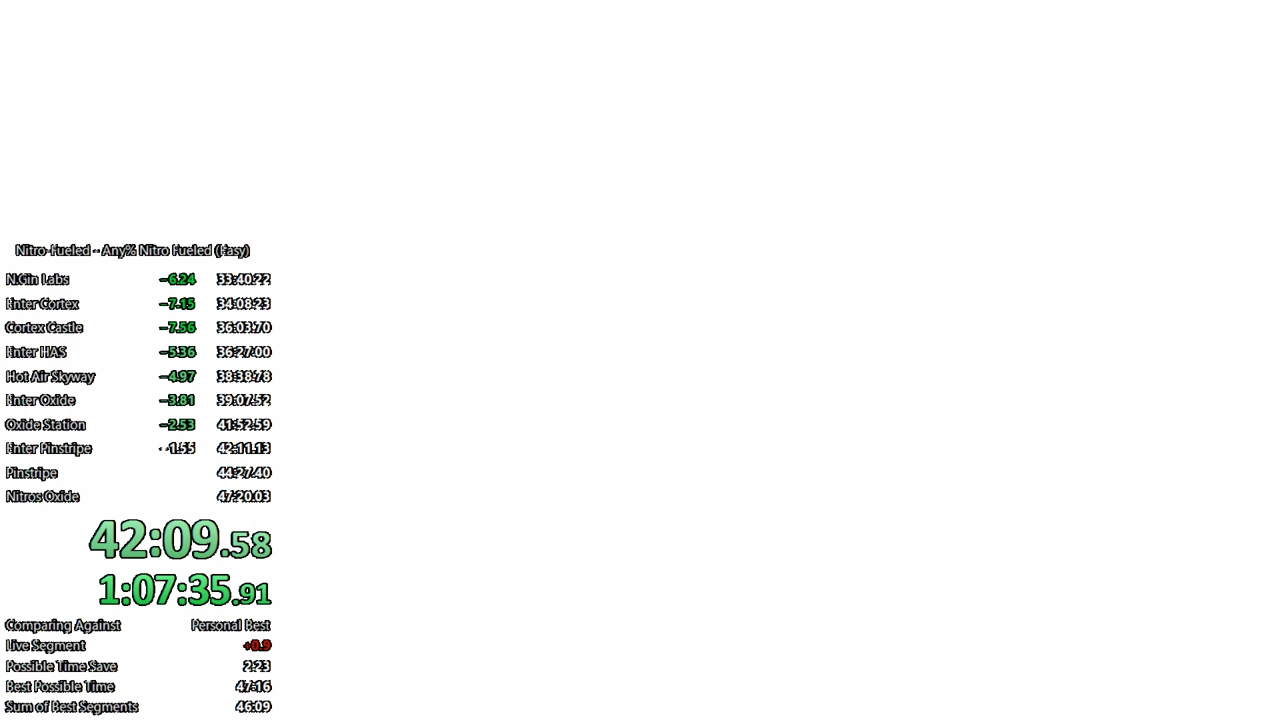 Nitro-Fueled - Any% Nitro Fueled (Easy)
N.Gin Labs −6.24 33:40.22
Enter Cortex −7.15 34:08.23
Cortex Castle −7.56 36:03.70
Enter HAS −5.36 36:27.00
Hot Air Skyway −4.97 38:38.78
Enter Oxide −3.81 39:07.52
Oxide Station −2.53 41:52.59
Enter Pinstripe −1.55 42:11.13
Pinstripe 44:27.40
Nitros Oxide 47:20.03
42:09.58
1:07:35.91
Comparing Against Personal Best
Live Segment +0.9
Possible Time Save 2.23
Best Possible Time 47:16
Sum of Best Segments 46:09